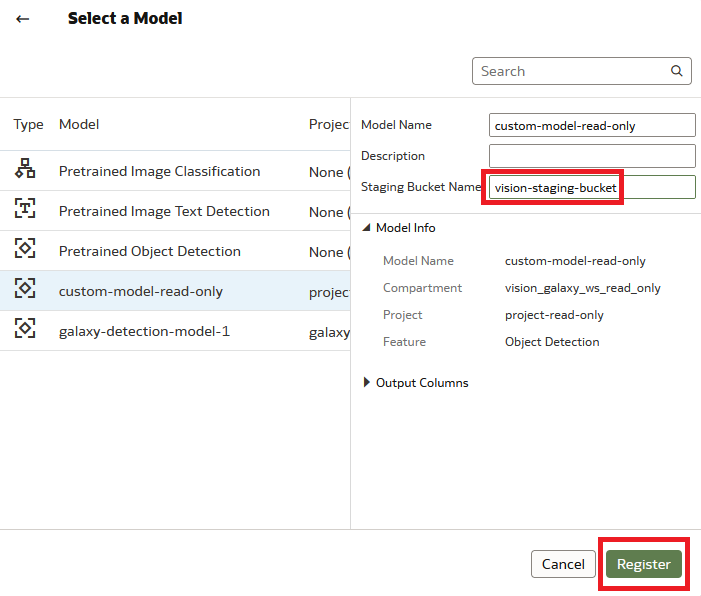 Select a Model
Search
Type Model Projec
Pretrained Image Classification None (
Pretrained Image Text Detection None (
Pretrained Object Detection None (
custom-model-read-only projec
galaxy-detection-model-1 galaxy
Model Name custom-model-read-only
Description
Staging Bucket Name vision-staging-bucket
Model Info
Model Name custom-model-read-only
Compartment vision_galaxy_ws_read_only
Project project-read-only
Feature Object Detection
Output Columns
Cancel Register